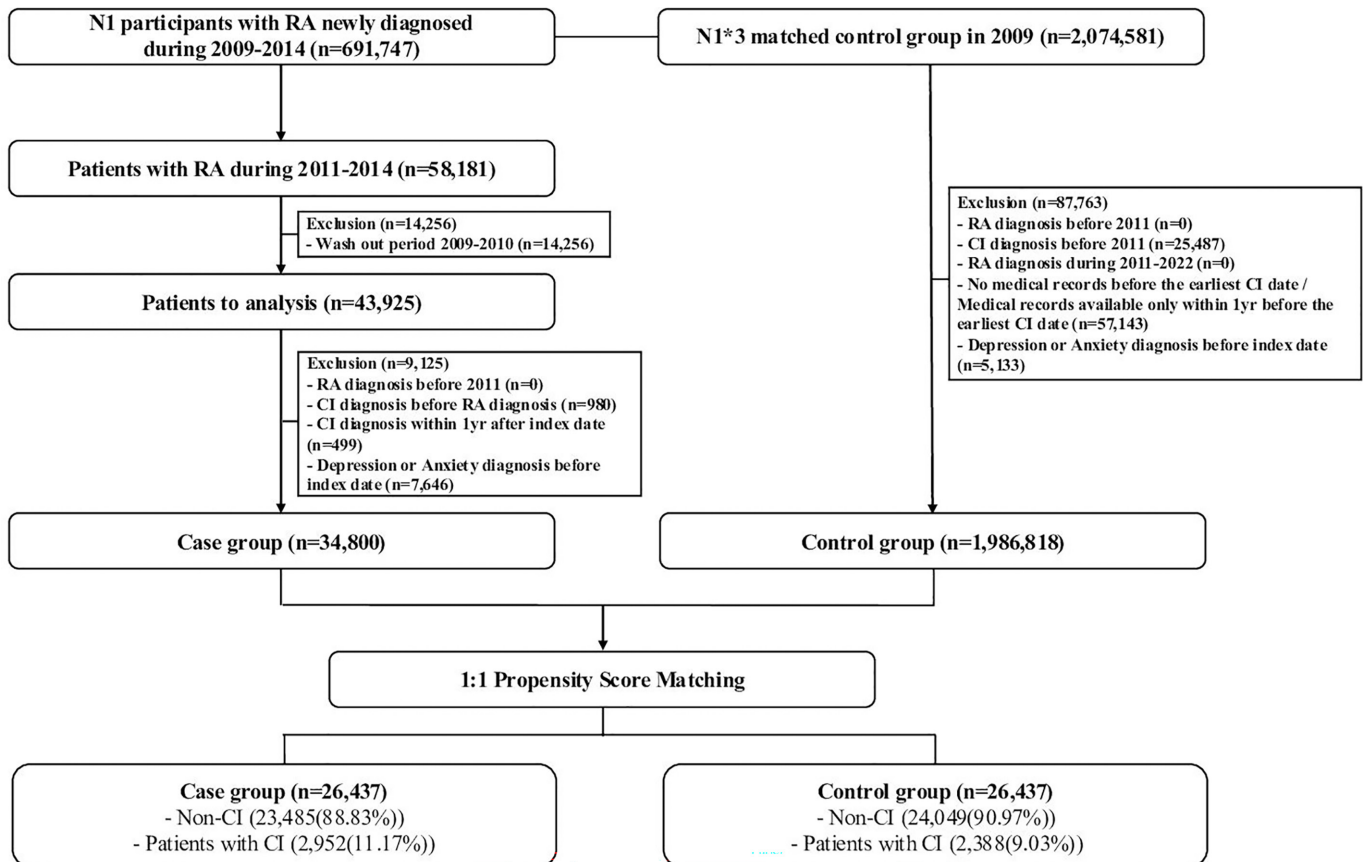 N1 participants with RA newly diagnosed
during 2009-2014 (n=691,747)
N1*3 matched control group in 2009 (n=2,074,581)
Patients with RA during 2011-2014 (n=58,181)
Exclusion (n=14,256)
- Wash out period 2009-2010 (n=14,256)
Patients to analysis (n=43,925)
Exclusion (n=9,125)
- RA diagnosis before 2011 (n=0)
- CI diagnosis before RA diagnosis (n=980)
- CI diagnosis within 1yr after index date
(n=499)
- Depression or Anxiety diagnosis before
index date (n=7,646)
Exclusion (n=87,763)
- RA diagnosis before 2011 (n=0)
- CI diagnosis before 2011 (n=25,487)
- RA diagnosis during 2011-2022 (n=0)
- No medical records before the earliest CI date /
Medical records available only within 1yr before the
earliest CI date (n=57,143)
- Depression or Anxiety diagnosis before index date
(n=5,133)
Case group (n=34,800)
Control group (n=1,986,818)
1:1 Propensity Score Matching
Case group (n=26,437)
- Non-CI (23,485(88.83%))
- Patients with CI (2,952(11.17%))
Control group (n=26,437)
- Non-CI (24,049(90.97%))
- Patients with CI (2,388(9.03%))